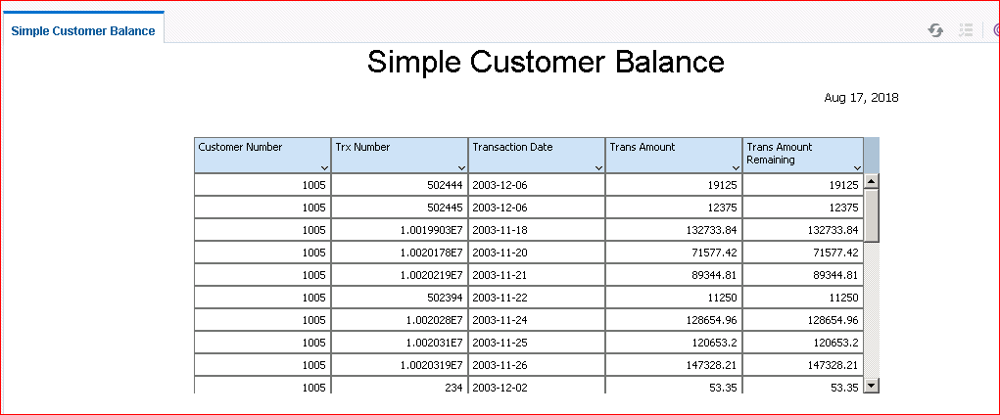 Simple Customer Balance
Simple Customer Balance
Aug 17, 2018
Customer Number Trx Number Transaction Date Trans Amount Trans Amount Remaining
1005 502444 2003-12-06 19125 19125
1005 502445 2003-12-06 12375 12375
1005 1.0019903E7 2003-11-18 132733.84 132733.84
1005 1.0020178E7 2003-11-20 71577.42 71577.42
1005 1.0020219E7 2003-11-21 89344.81 89344.81
1005 502394 2003-11-22 11250 11250
1005 1.002028E7 2003-11-24 128654.96 128654.96
1005 1.002031E7 2003-11-25 120653.2 120653.2
1005 1.0020319E7 2003-11-26 147328.21 147328.21
1005 234 2003-12-02 53.35 53.35